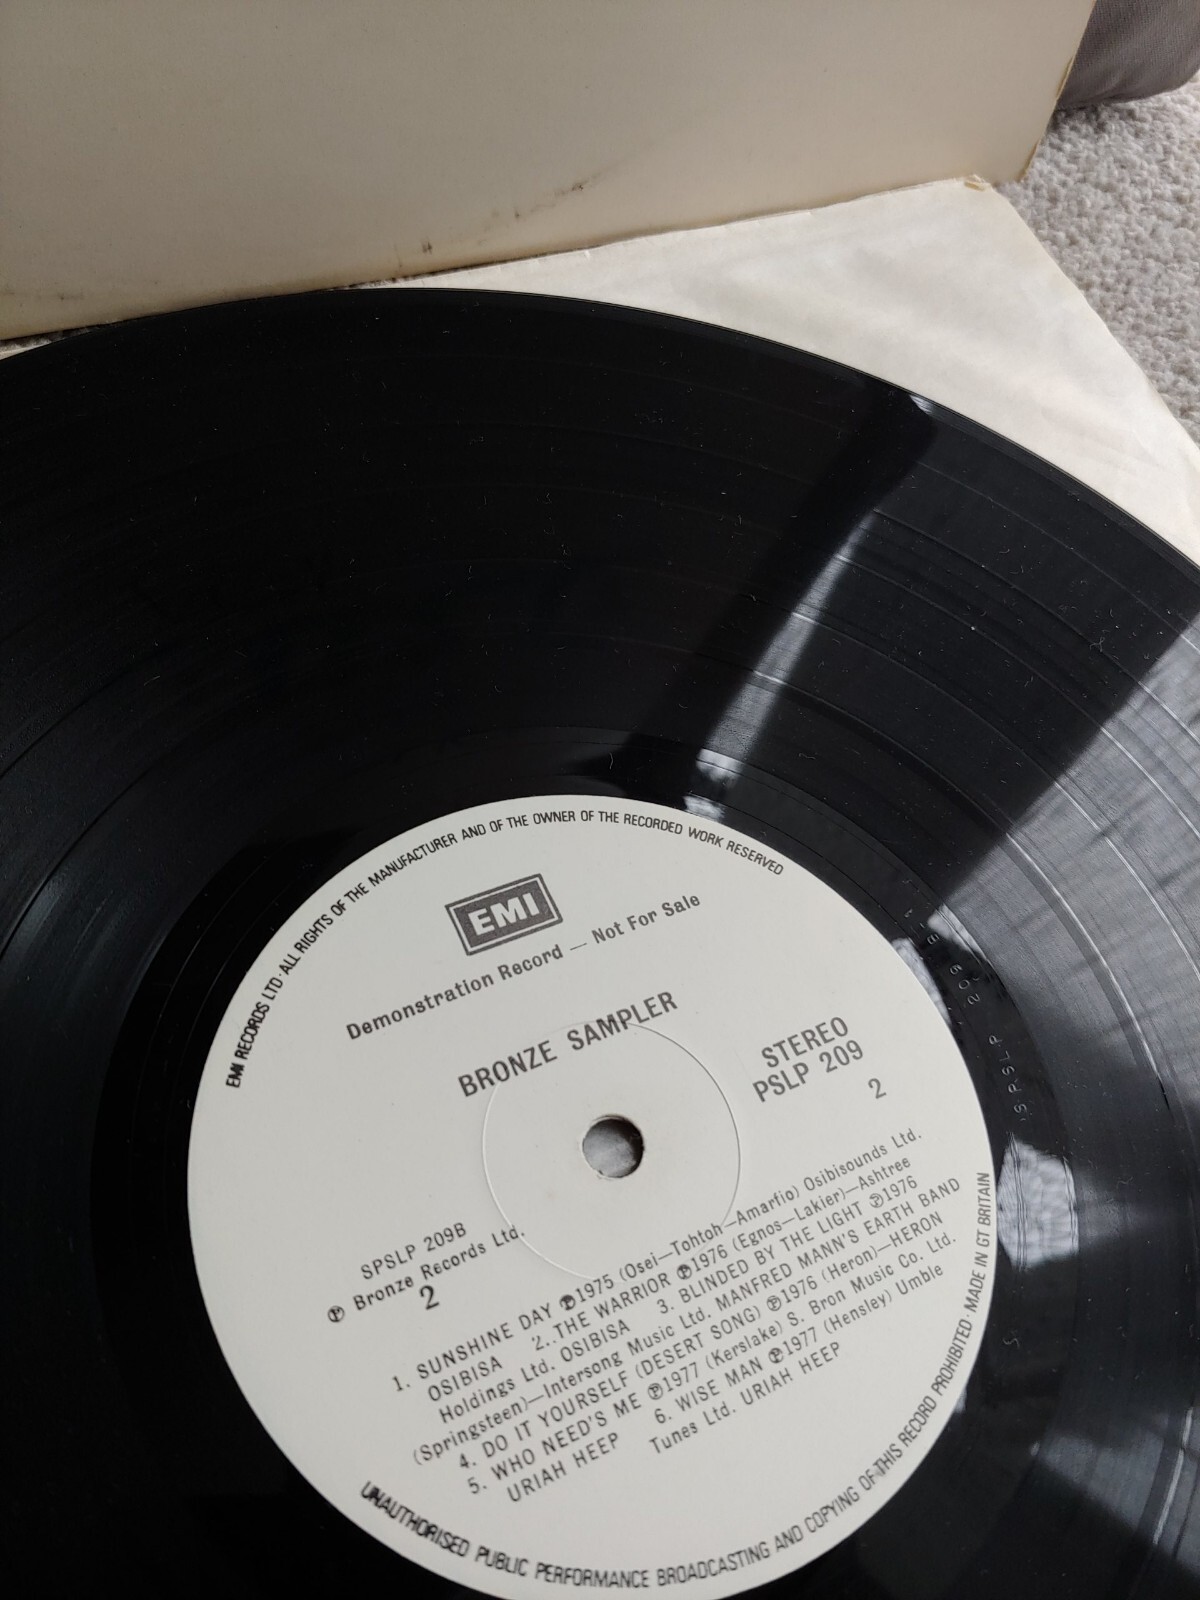 EMI RECORDS LTD · ALL RIGHTS OF THE MANUFACTURER AND OF THE OWNER OF THE RECORDED WORK RESERVED
EMI
Demonstration Record — Not For Sale
BRONZE SAMPLER
STEREO
PSLP 209
2
SPSLP 209B
℗ Bronze Records Ltd.
2
1. SUNSHINE DAY ℗1975 (Osei—Tohtoh—Amarfio) Osibisounds Ltd.
OSIBISA 2..THE WARRIOR ℗1976 (Egnos—Lakier)—Ashtree
Holdings Ltd. OSIBISA 3. BLINDED BY THE LIGHT ℗1976
(Springsteen)—Intersong Music Ltd. MANFRED MANN'S EARTH BAND
4. DO IT YOURSELF (DESERT SONG) ℗1976 (Heron)—HERON
5. WHO NEED'S ME ℗1977 (Kerslake) S. Bron Music Co. Ltd.
URIAH HEEP 6. WISE MAN ℗1977 (Hensley) Umble
Tunes Ltd. URIAH HEEP
UNAUTHORISED PUBLIC PERFORMANCE BROADCASTING AND COPYING OF THIS RECORD PROHIBITED · MADE IN GT BRITAIN
SPSLP 209 B-1